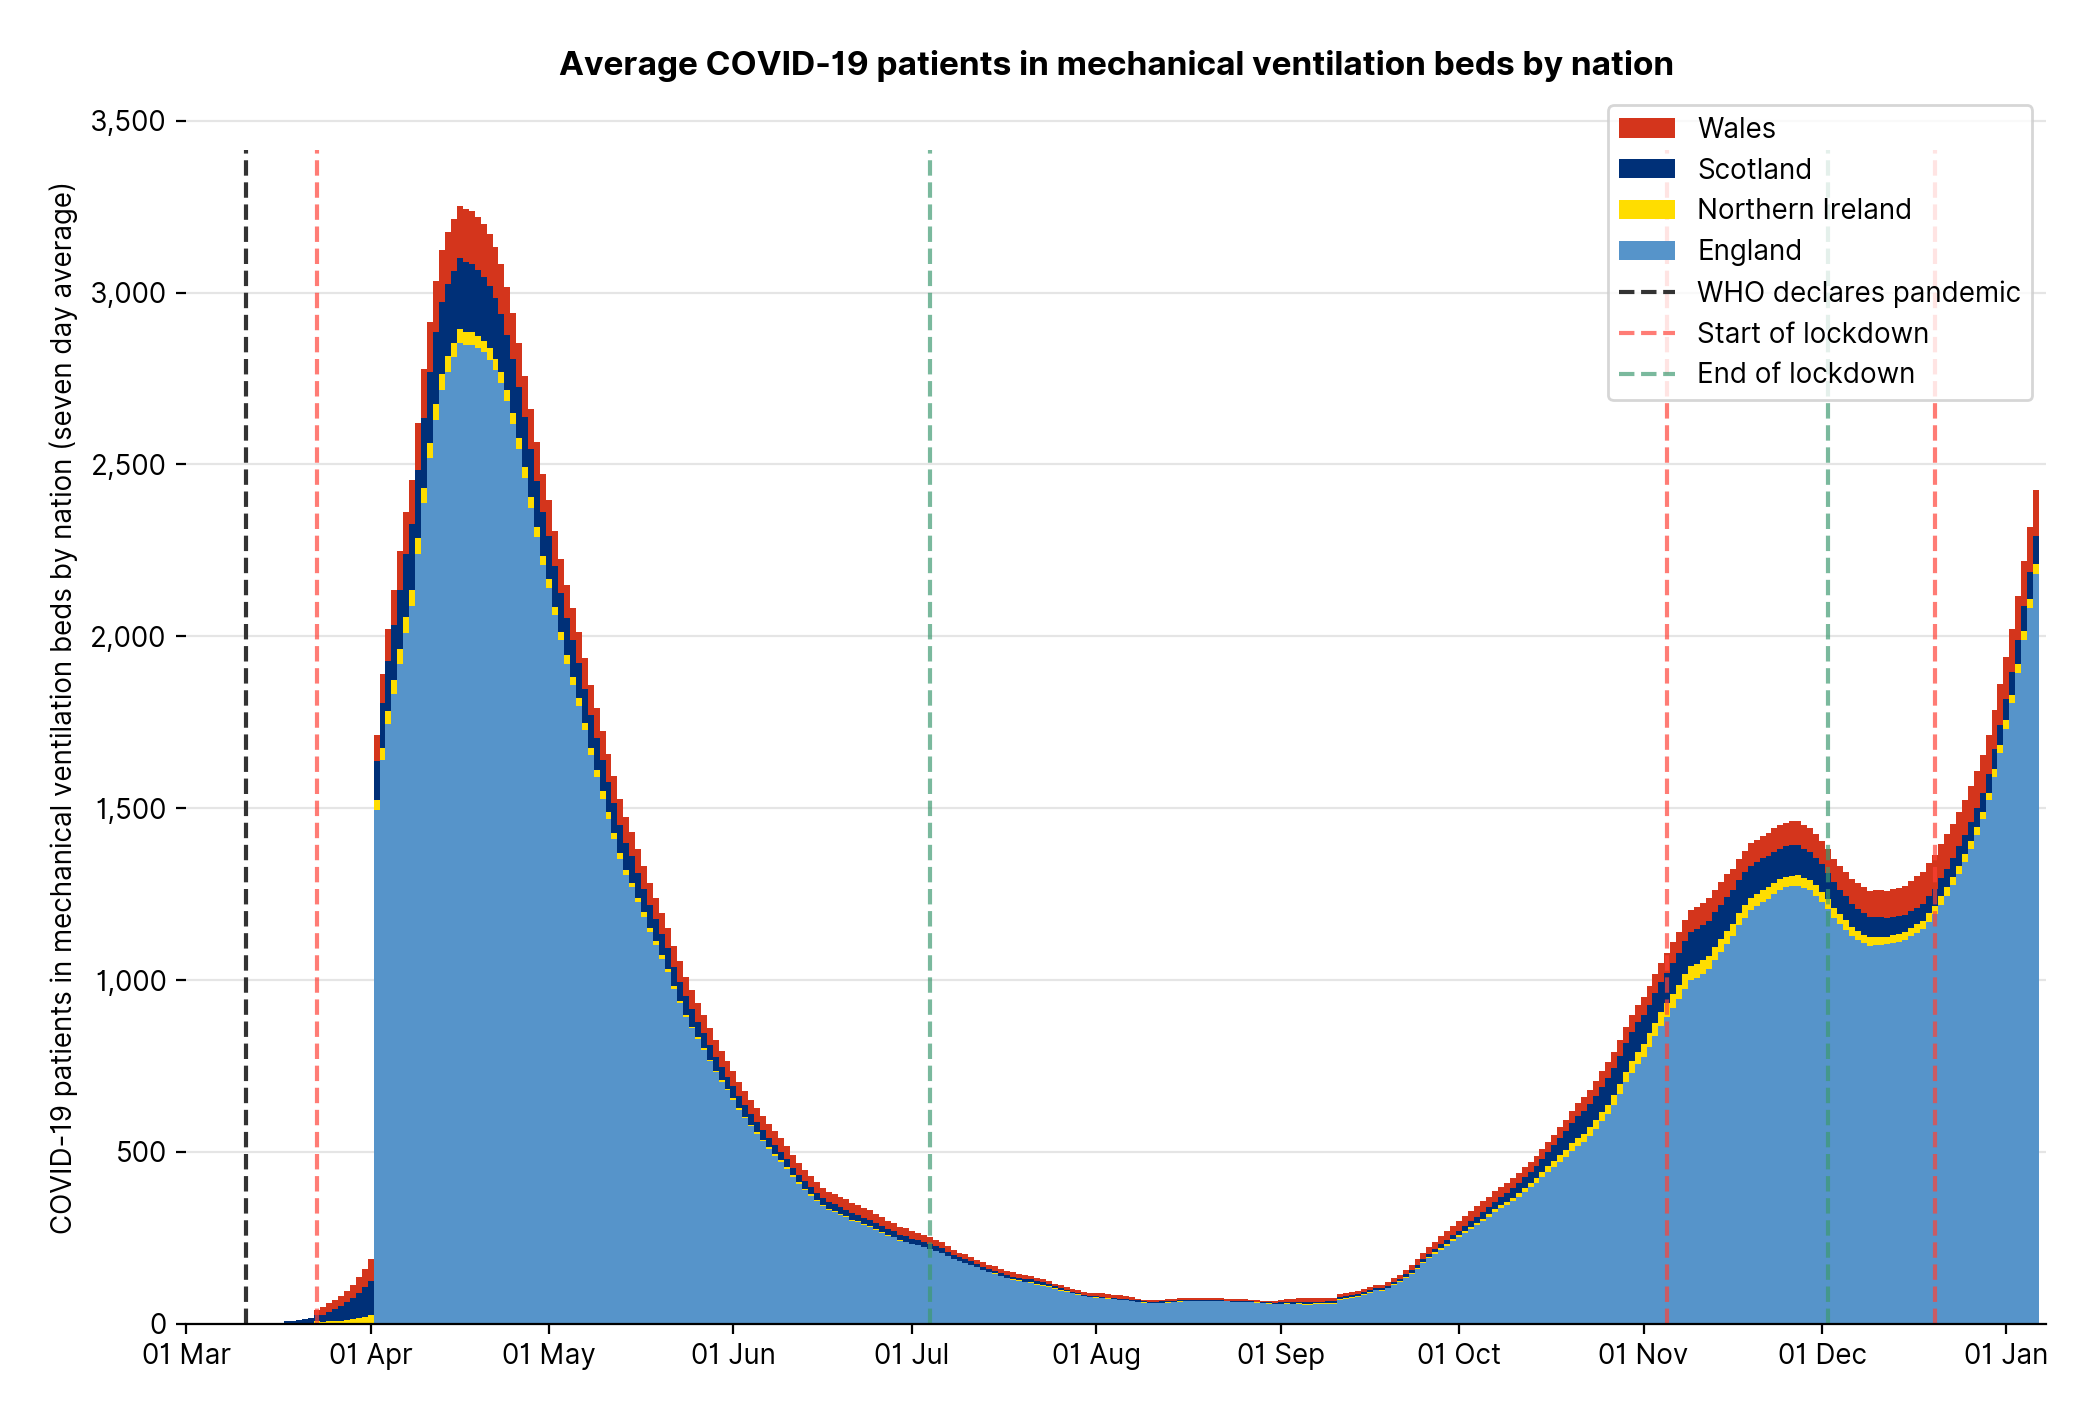 Average COVID-19 patients in mechanical ventilation beds by nation
COVID-19 patients in mechanical ventilation beds by nation (seven day average)
3,500
3,000
2,500
2,000
1,500
1,000
500
0
01 Mar
01 Apr
01 May
01 Jun
01 Jul
01 Aug
01 Sep
01 Oct
01 Nov
01 Dec
01 Jan
Wales
Scotland
Northern Ireland
England
WHO declares pandemic
Start of lockdown
End of lockdown